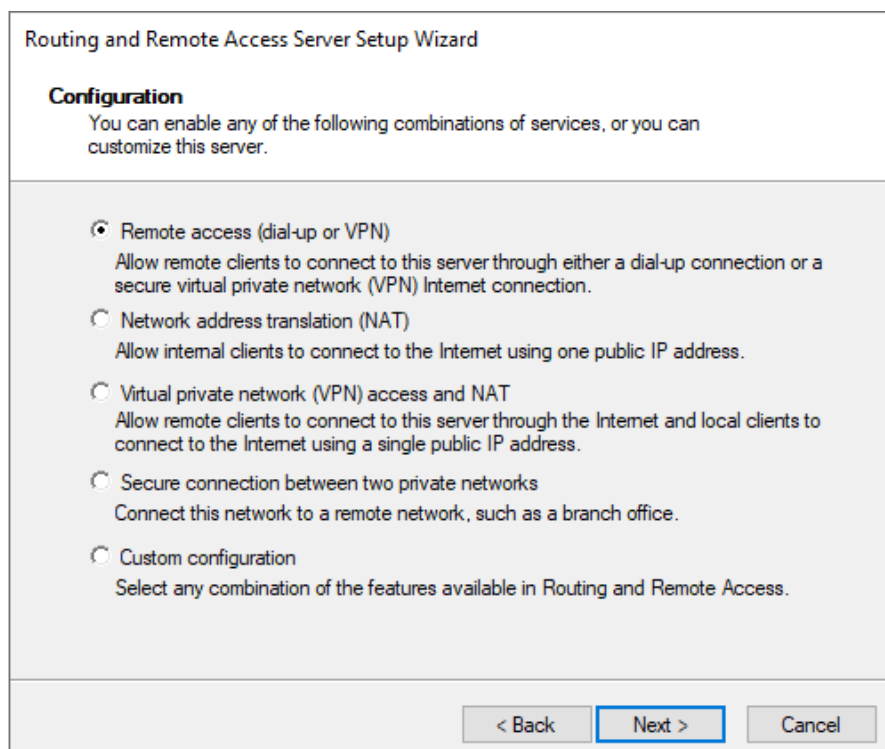 Routing and Remote Access Server Setup Wizard
Configuration
You can enable any of the following combinations of services, or you can
customize this server.
Remote access (dial-up or VPN)
Allow remote clients to connect to this server through either a dial-up connection or a
secure virtual private network (VPN) Internet connection.
Network address translation (NAT)
Allow internal clients to connect to the Internet using one public IP address.
Virtual private network (VPN) access and NAT
Allow remote clients to connect to this server through the Internet and local clients to
connect to the Internet using a single public IP address.
Secure connection between two private networks
Connect this network to a remote network, such as a branch office.
Custom configuration
Select any combination of the features available in Routing and Remote Access.
< Back Next > Cancel